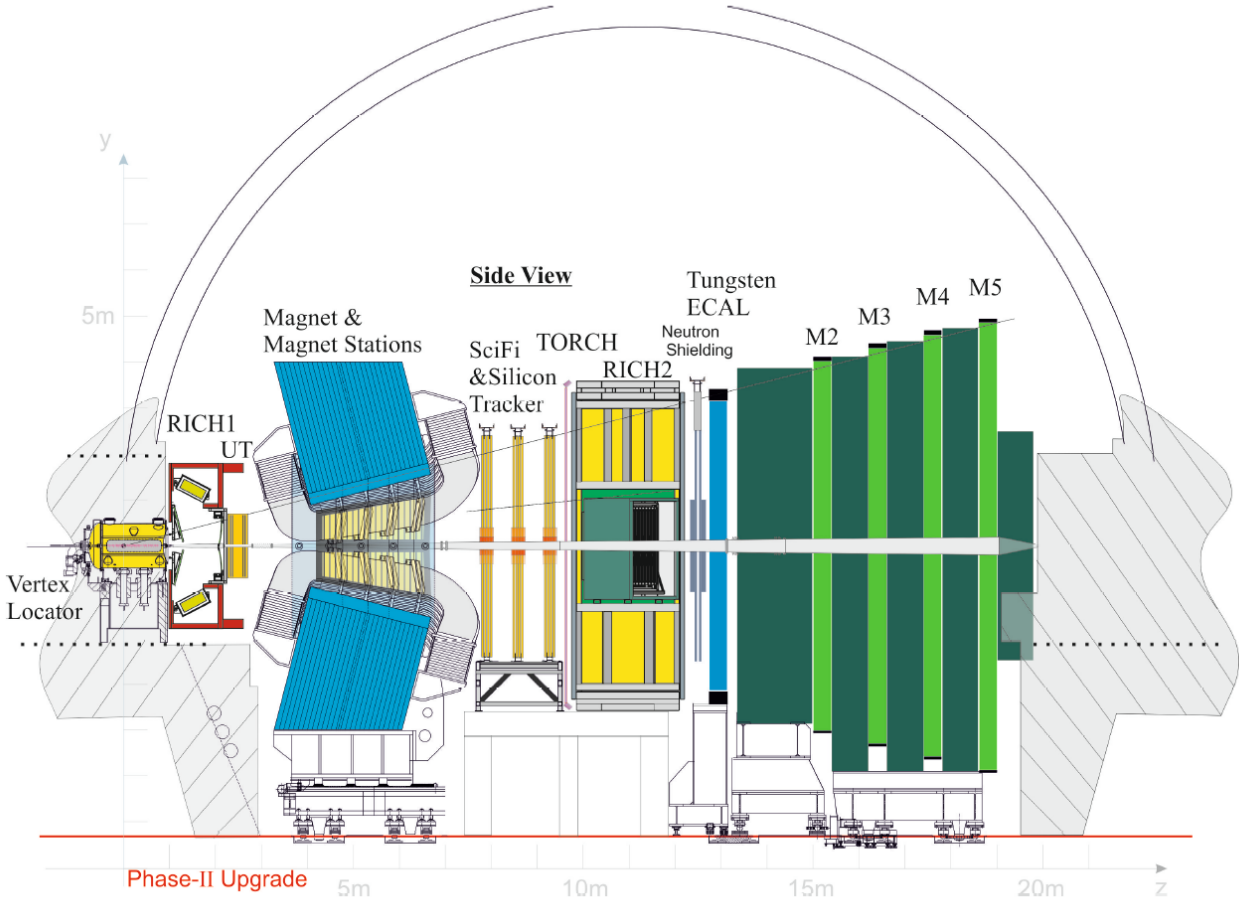 y
5m
Side View
Magnet &
Magnet Stations
SciFi
&Silicon
Tracker
TORCH
RICH2
Neutron
Shielding
Tungsten
ECAL
M2
M3
M4
M5
RICH1
UT
Vertex
Locator
Phase-II Upgrade
5m
10m
15m
20m
z